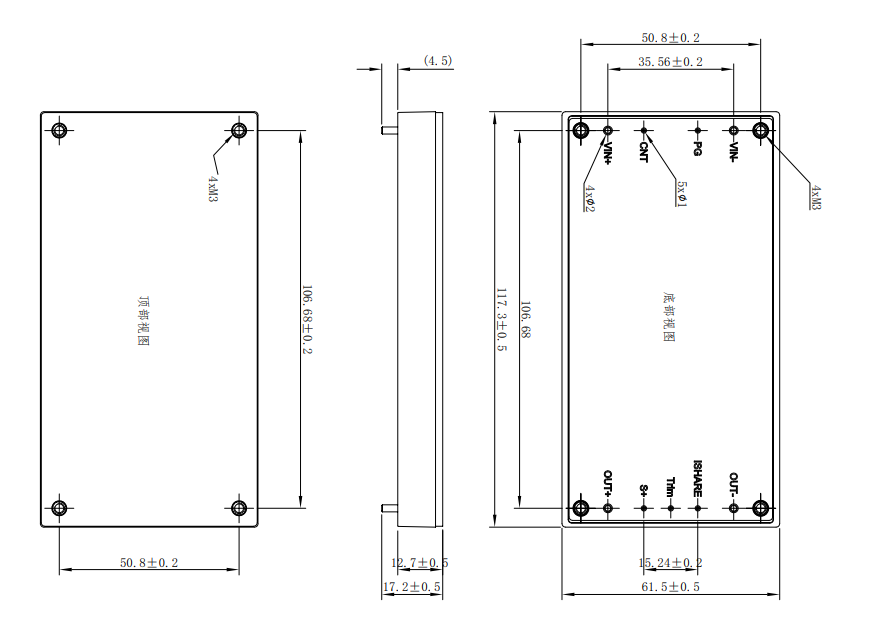 50.8±0.2
35.56±0.2
(4.5)
VIN+
CNT
PG
VIN-
4xM3
4xø2
5xø1
4xM3
顶部视图
106.68±0.2
117.3±0.5
106.68
底部视图
OUT+
S+
Trim
ISHARE
OUT-
50.8±0.2
12.7±0.5
15.24±0.2
17.2±0.5
61.5±0.5